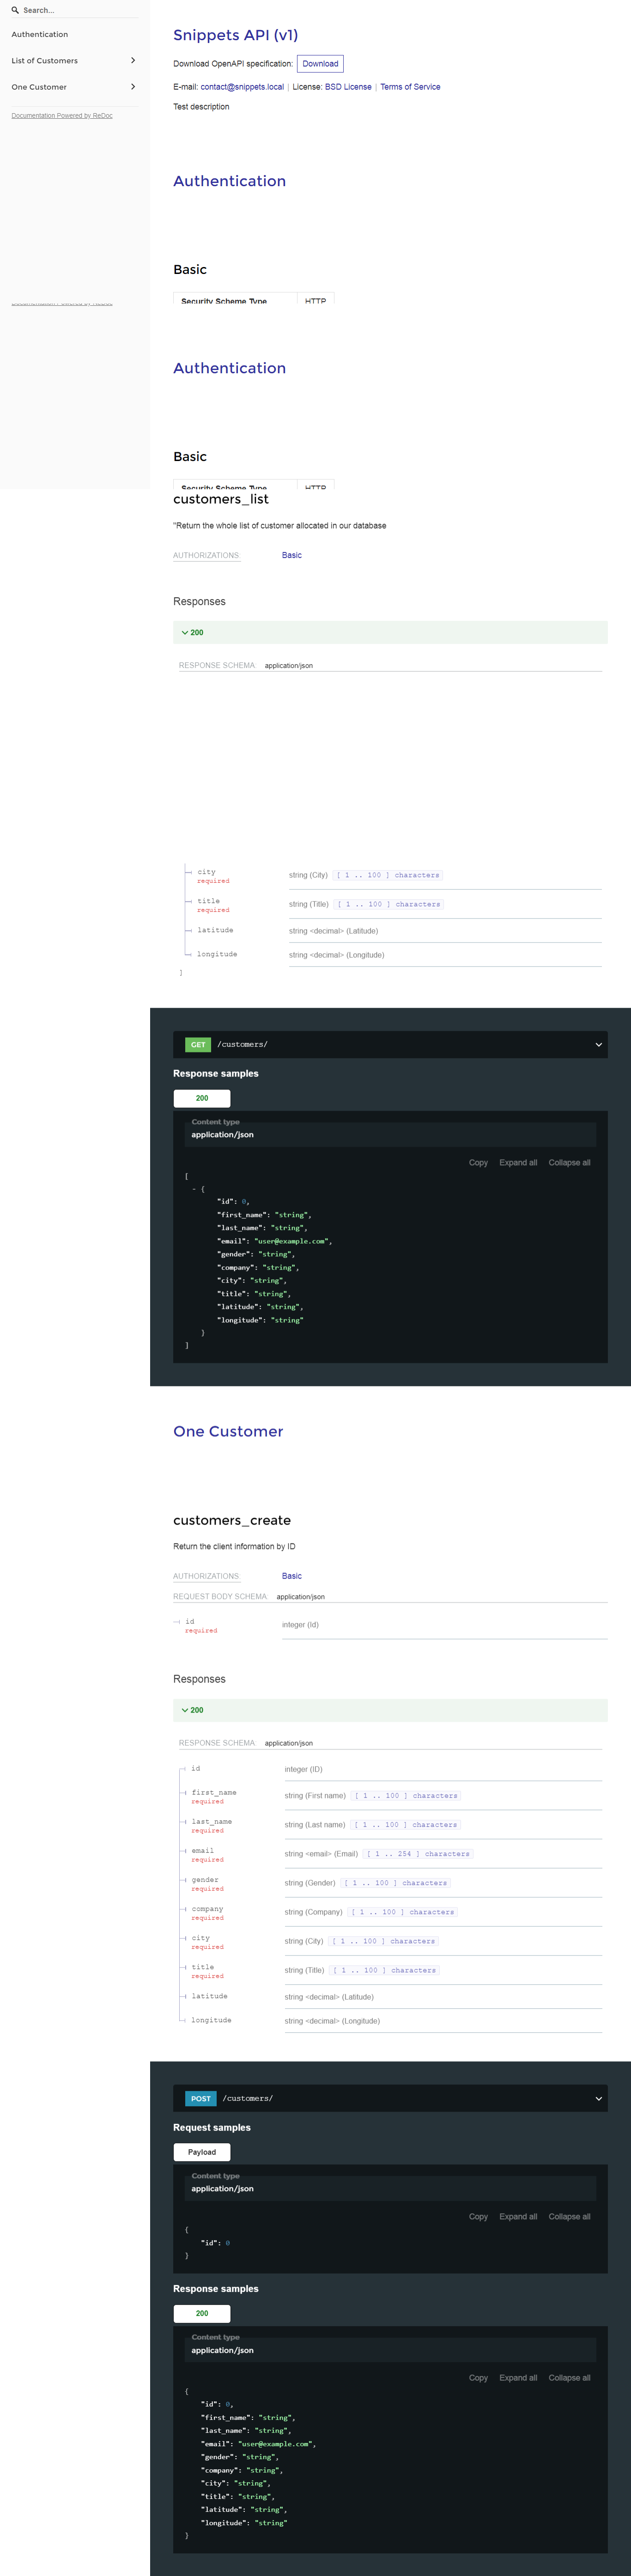 Search...
Authentication
List of Customers
One Customer
Documentation Powered by ReDoc
Snippets API (v1)
Download OpenAPI specification: Download
E-mail: contact@snippets.local | License: BSD License | Terms of Service
Test description
Authentication
Basic
Security Scheme Type HTTP
Documentation Powered by ReDoc
Authentication
Basic
Security Scheme Type HTTP
customers_list
"Return the whole list of customer allocated in our database
AUTHORIZATIONS: Basic
Responses
200
RESPONSE SCHEMA: application/json
city string (City) [ 1 .. 100 ] characters
required
title string (Title) [ 1 .. 100 ] characters
required
latitude string <decimal> (Latitude)
longitude string <decimal> (Longitude)
]
GET /customers/
Response samples
200
Content type
application/json
Copy Expand all Collapse all
[
- {
"id": 0,
"first_name": "string",
"last_name": "string",
"email": "user@example.com",
"gender": "string",
"company": "string",
"city": "string",
"title": "string",
"latitude": "string",
"longitude": "string"
}
]
One Customer
customers_create
Return the client information by ID
AUTHORIZATIONS: Basic
REQUEST BODY SCHEMA: application/json
id integer (Id)
required
Responses
200
RESPONSE SCHEMA: application/json
id integer (ID)
first_name string (First name) [ 1 .. 100 ] characters
required
last_name string (Last name) [ 1 .. 100 ] characters
required
email string <email> (Email) [ 1 .. 254 ] characters
required
gender string (Gender) [ 1 .. 100 ] characters
required
company string (Company) [ 1 .. 100 ] characters
required
city string (City) [ 1 .. 100 ] characters
required
title string (Title) [ 1 .. 100 ] characters
required
latitude string <decimal> (Latitude)
longitude string <decimal> (Longitude)
POST /customers/
Request samples
Payload
Content type
application/json
Copy Expand all Collapse all
{
"id": 0
}
Response samples
200
Content type
application/json
Copy Expand all Collapse all
{
"id": 0,
"first_name": "string",
"last_name": "string",
"email": "user@example.com",
"gender": "string",
"company": "string",
"city": "string",
"title": "string",
"latitude": "string",
"longitude": "string"
}